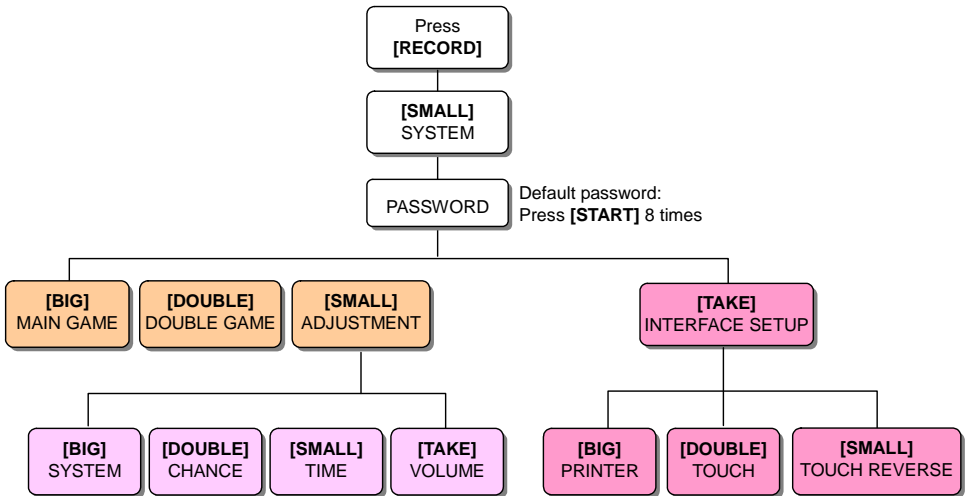 Press
[RECORD]
[SMALL]
SYSTEM
PASSWORD
Default password:
Press [START] 8 times
[BIG]
MAIN GAME
[DOUBLE]
DOUBLE GAME
[SMALL]
ADJUSTMENT
[TAKE]
INTERFACE SETUP
[BIG]
SYSTEM
[DOUBLE]
CHANCE
[SMALL]
TIME
[TAKE]
VOLUME
[BIG]
PRINTER
[DOUBLE]
TOUCH
[SMALL]
TOUCH REVERSE